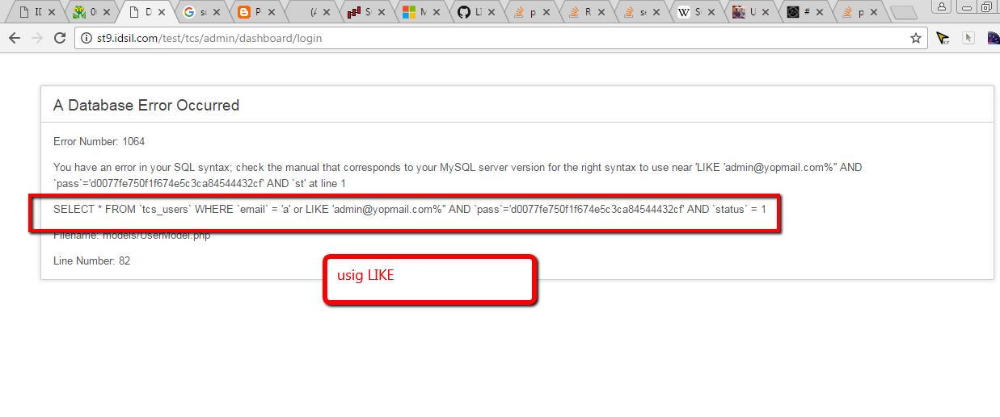 ID
00
D
G sc
P
(A
S
M
LI
p
R
se
W S
U
#
p
st9.idsil.com/test/tcs/admin/dashboard/login
A Database Error Occurred
Error Number: 1064
You have an error in your SQL syntax; check the manual that corresponds to your MySQL server version for the right syntax to use near 'LIKE 'admin@yopmail.com%'' AND
`pass`='d0077fe750f1f674e5c3ca84544432cf' AND `st' at line 1
SELECT * FROM `tcs_users` WHERE `email` = 'a' or LIKE 'admin@yopmail.com%'' AND `pass`='d0077fe750f1f674e5c3ca84544432cf' AND `status` = 1
Filename: models/UserModel.php
Line Number: 82
usig LIKE